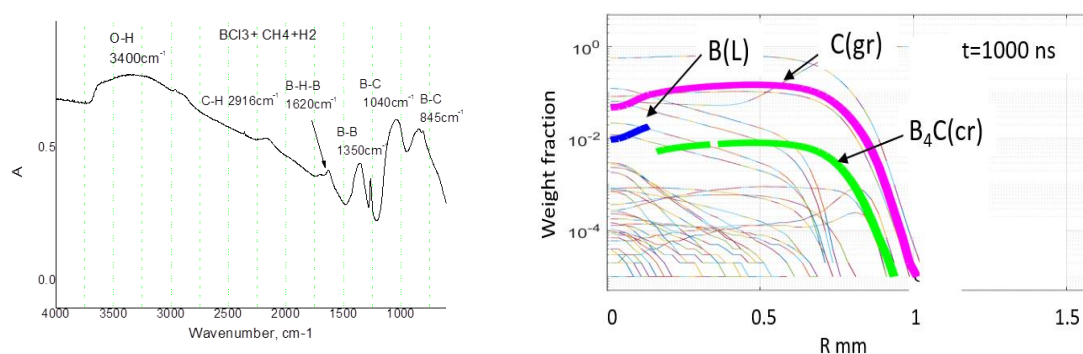 BCl3+ CH4+H2
O-H
3400cm⁻¹
C-H 2916cm⁻¹
B-H-B
1620cm⁻¹
B-B
1350cm⁻¹
B-C
1040cm⁻¹
B-C
845cm⁻¹
A
0.5
0.0
4000 3500 3000 2500 2000 1500 1000
Wavenumber, cm-1
t=1000 ns
B(L)
C(gr)
B₄C(cr)
Weight fraction
10⁰
10⁻²
10⁻⁴
0 0.5 1 1.5
R mm